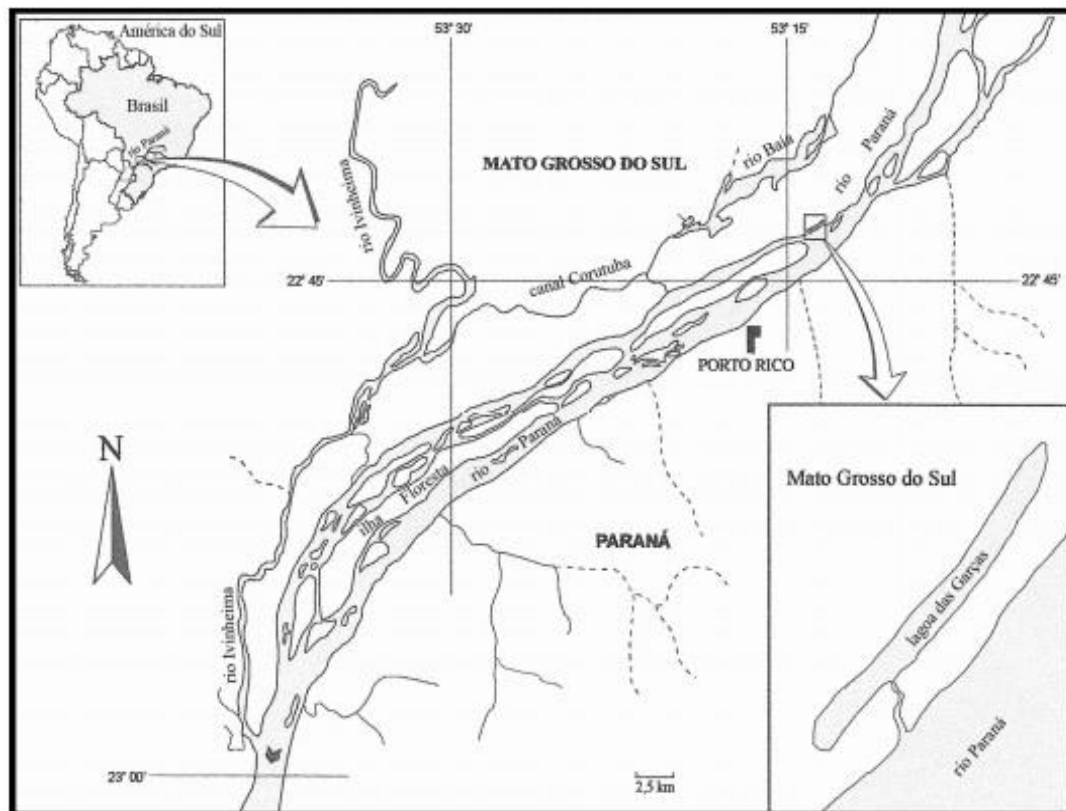 América do Sul
Brasil
rio Paraná
53° 30'
53° 15'
MATO GROSSO DO SUL
rio Ivinheima
rio Baía
rio Paraná
22° 45'
canal Corutuba
22° 45'
PORTO RICO
N
ilha Floresta
rio Paraná
PARANÁ
rio Ivinheima
23° 00'
2,5 km
Mato Grosso do Sul
lagoa das Garças
rio Paraná